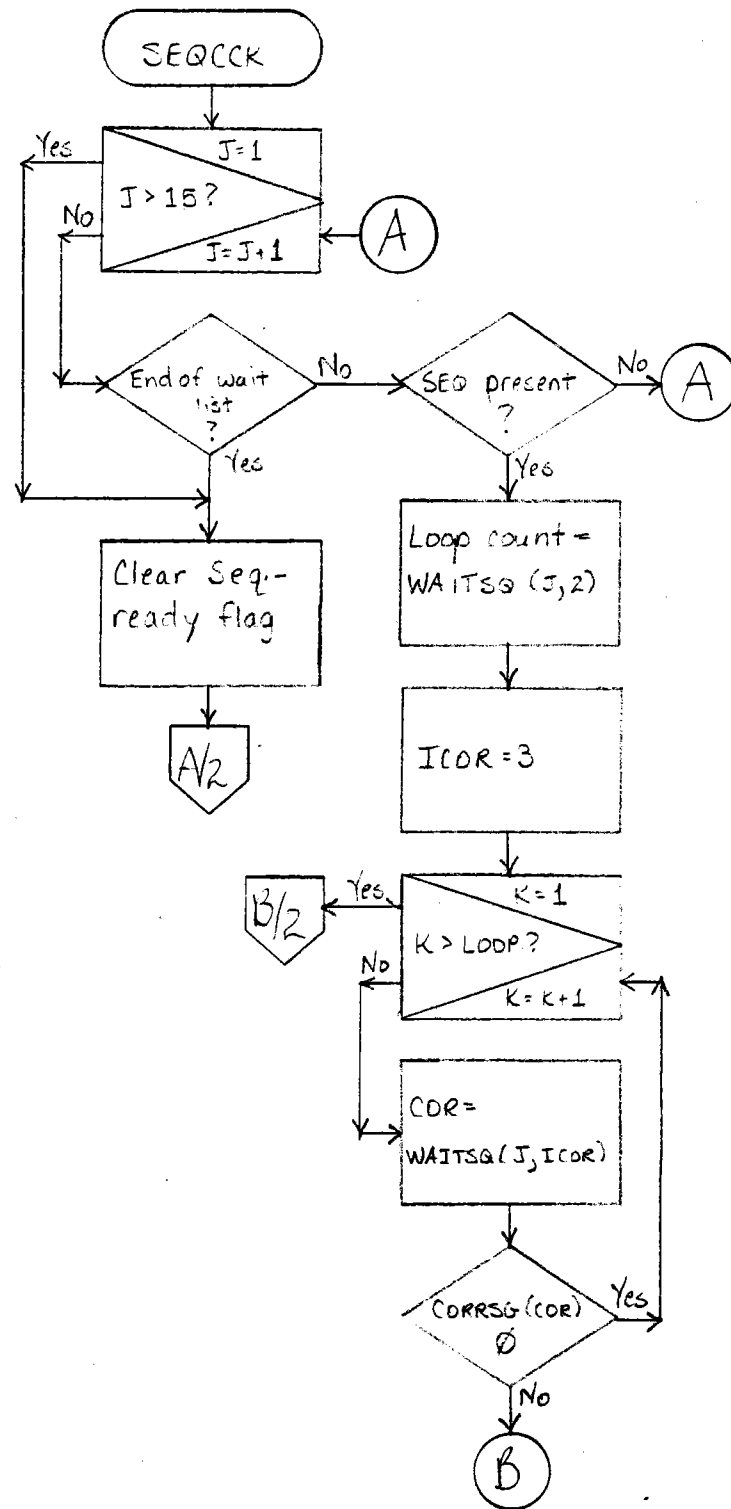 SEQCCK
J=1
Yes
J > 15?
No
J=J+1
A
End of wait
list
?
No
SEQ present
?
No
A
Yes
Yes
Loop count =
WAITSQ (J,2)
Clear Seq.-
ready flag
A/2
ICOR = 3
B/2
Yes
K=1
K > LOOP?
No
K = K+1
COR=
WAITSQ(J,ICOR)
CORRSG(COR)
Ø
Yes
No
B